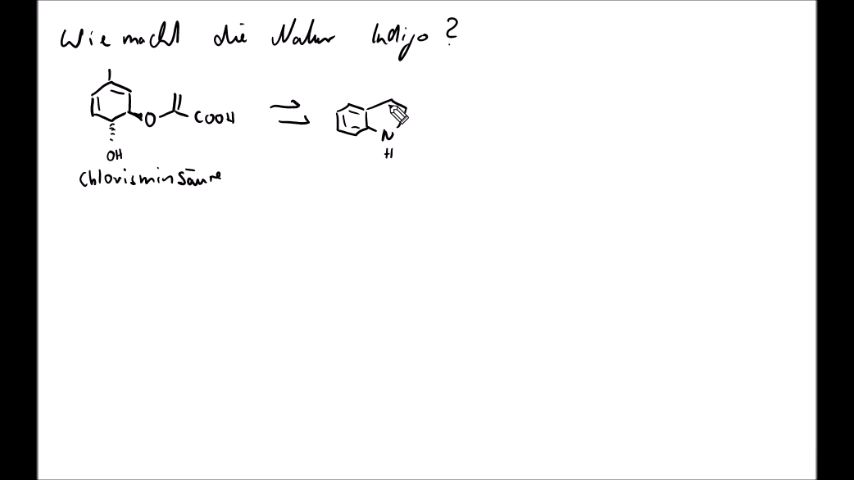 Wie macht die Natur Indigo?
O COOH
N
H
OH
Chlorisminsäure